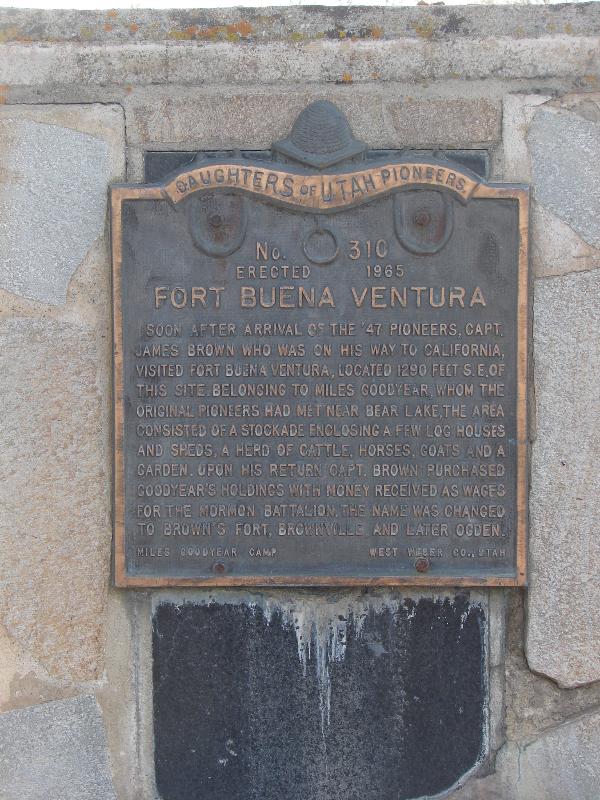 DAUGHTERS OF UTAH PIONEERS
No. 310
ERECTED 1965
FORT BUENA VENTURA
SOON AFTER ARRIVAL OF THE '47 PIONEERS, CAPT.
JAMES BROWN WHO WAS ON HIS WAY TO CALIFORNIA,
VISITED FORT BUENA VENTURA, LOCATED 1290 FEET S.E. OF
THIS SITE. BELONGING TO MILES GOODYEAR, WHOM THE
ORIGINAL PIONEERS HAD MET NEAR BEAR LAKE, THE AREA
CONSISTED OF A STOCKADE ENCLOSING A FEW LOG HOUSES
AND SHEDS, A HERD OF CATTLE, HORSES, GOATS AND A
GARDEN. UPON HIS RETURN CAPT. BROWN PURCHASED
GOODYEAR'S HOLDINGS WITH MONEY RECEIVED AS WAGES
FOR THE MORMON BATTALION, THE NAME WAS CHANGED
TO BROWN'S FORT, BROWNVILLE AND LATER OGDEN.
MILES GOODYEAR CAMP WEST WEBER CO., UTAH